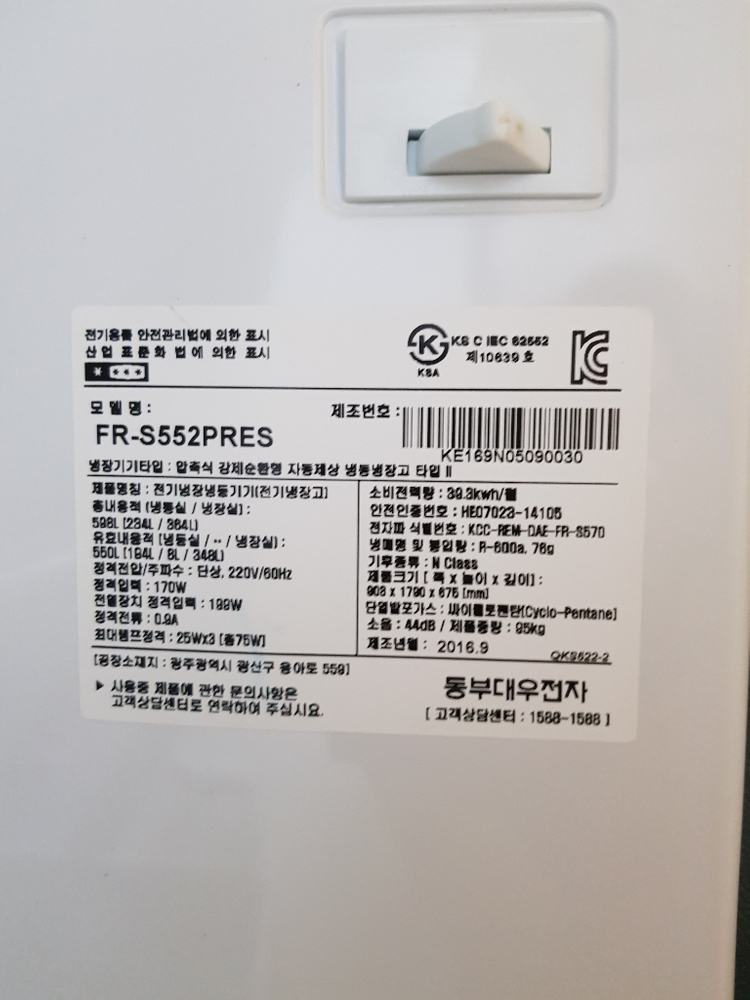 전기용품 안전관리법에 의한 표시
산업 표준화 법에 의한 표시
* ***
K KS C IEC 62552
제10639호
KSA
KC
모델명:
FR-S552PRES
제조번호:
KE169N05090030
냉장기기타입: 압축식 강제순환형 자동제상 냉동냉장고 타입 II
제품명칭: 전기냉장냉동기기(전기냉장고)
총내용적 (냉동실 / 냉장실):
598L [234L / 364L]
유효내용적 [냉동실 / ** / 냉장실]:
550L [194L / 8L / 348L]
정격전압/주파수: 단상, 220V/60Hz
정격입력: 170W
전열장치 정격입력: 199W
정격전류: 0.9A
최대램프정격: 25Wx3 [총75W]
소비전력량: 39.3kwh/월
안전인증번호: HE07023-14105
전자파 식별번호: KCC-REM-DAE-FR-S570
냉매명 및 봉입량: R-600a, 76g
기후종류: N Class
제품크기 [ 폭 x 높이 x 깊이 ]:
903 x 1790 x 675 [mm]
단열발포가스: 싸이클로펜탄[Cyclo-Pentane]
소음: 44dB / 제품중량: 95kg
제조년월: 2016.9
QKS522-2
[공장소재지: 광주광역시 광산구 용아로 559]
▶ 사용중 제품에 관한 문의사항은
고객상담센터로 연락하여 주십시요.
동부대우전자
[ 고객상담센터: 1588-1588 ]